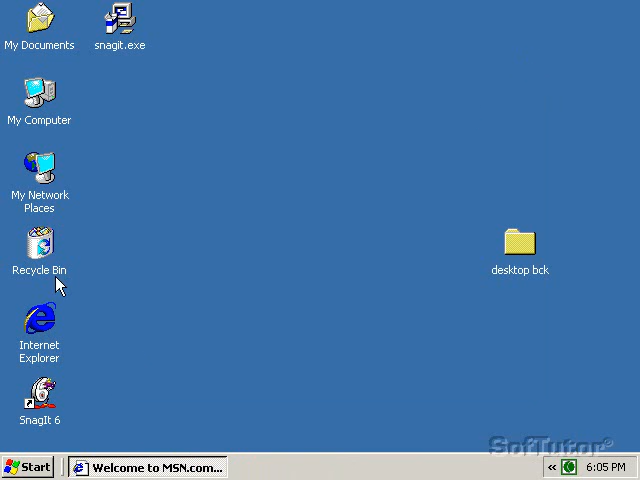 My Documents
snagit.exe
My Computer
My Network
Places
Recycle Bin
desktop bck
Internet
Explorer
SnagIt 6
SofTutor®
Start
Welcome to MSN.com...
«
6:05 PM